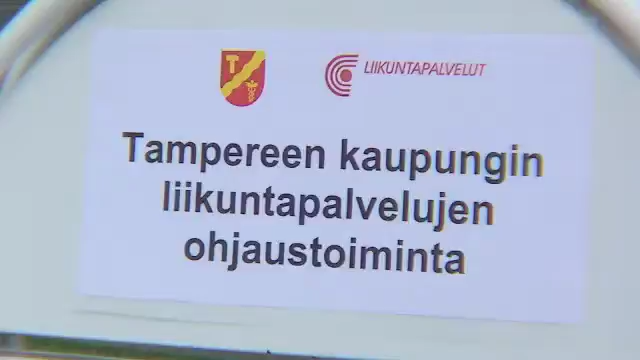 LIIKUNTAPALVELUT
Tampereen kaupungin
liikuntapalvelujen
ohjaustoiminta